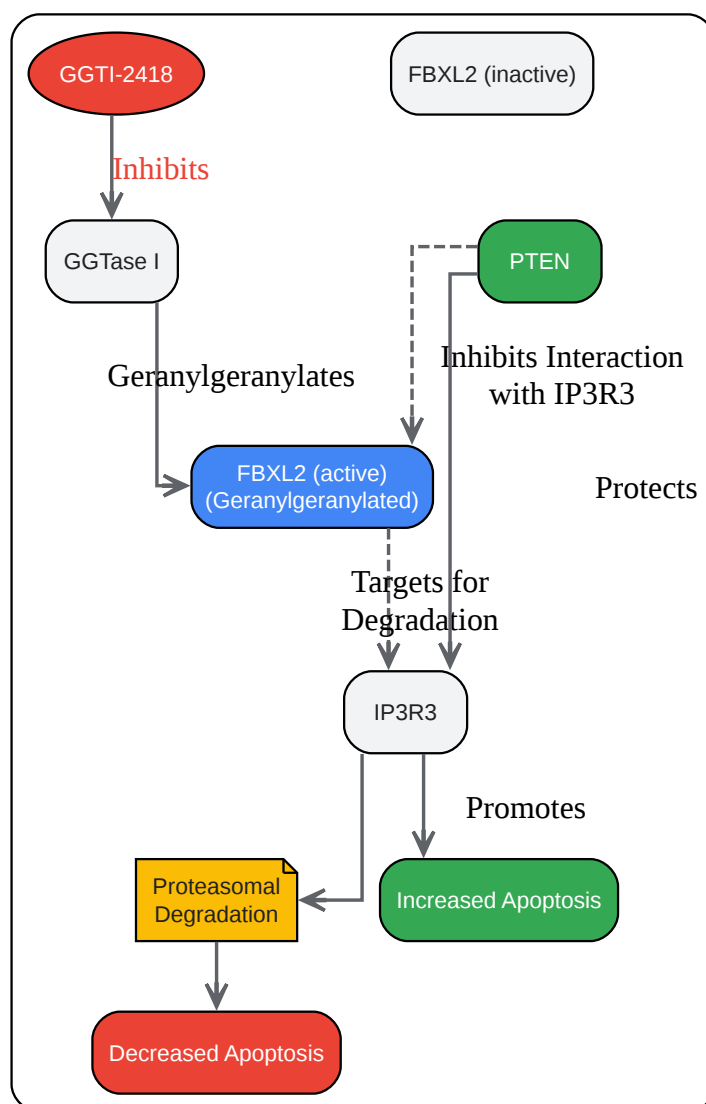 GGTI-2418
FBXL2 (inactive)
Inhibits
GGTase I
PTEN
Geranylgeranylates
Inhibits Interaction
with IP3R3
FBXL2 (active)
(Geranylgeranylated)
Protects
Targets for
Degradation
IP3R3
Promotes
Proteasomal
Degradation
Increased Apoptosis
Decreased Apoptosis